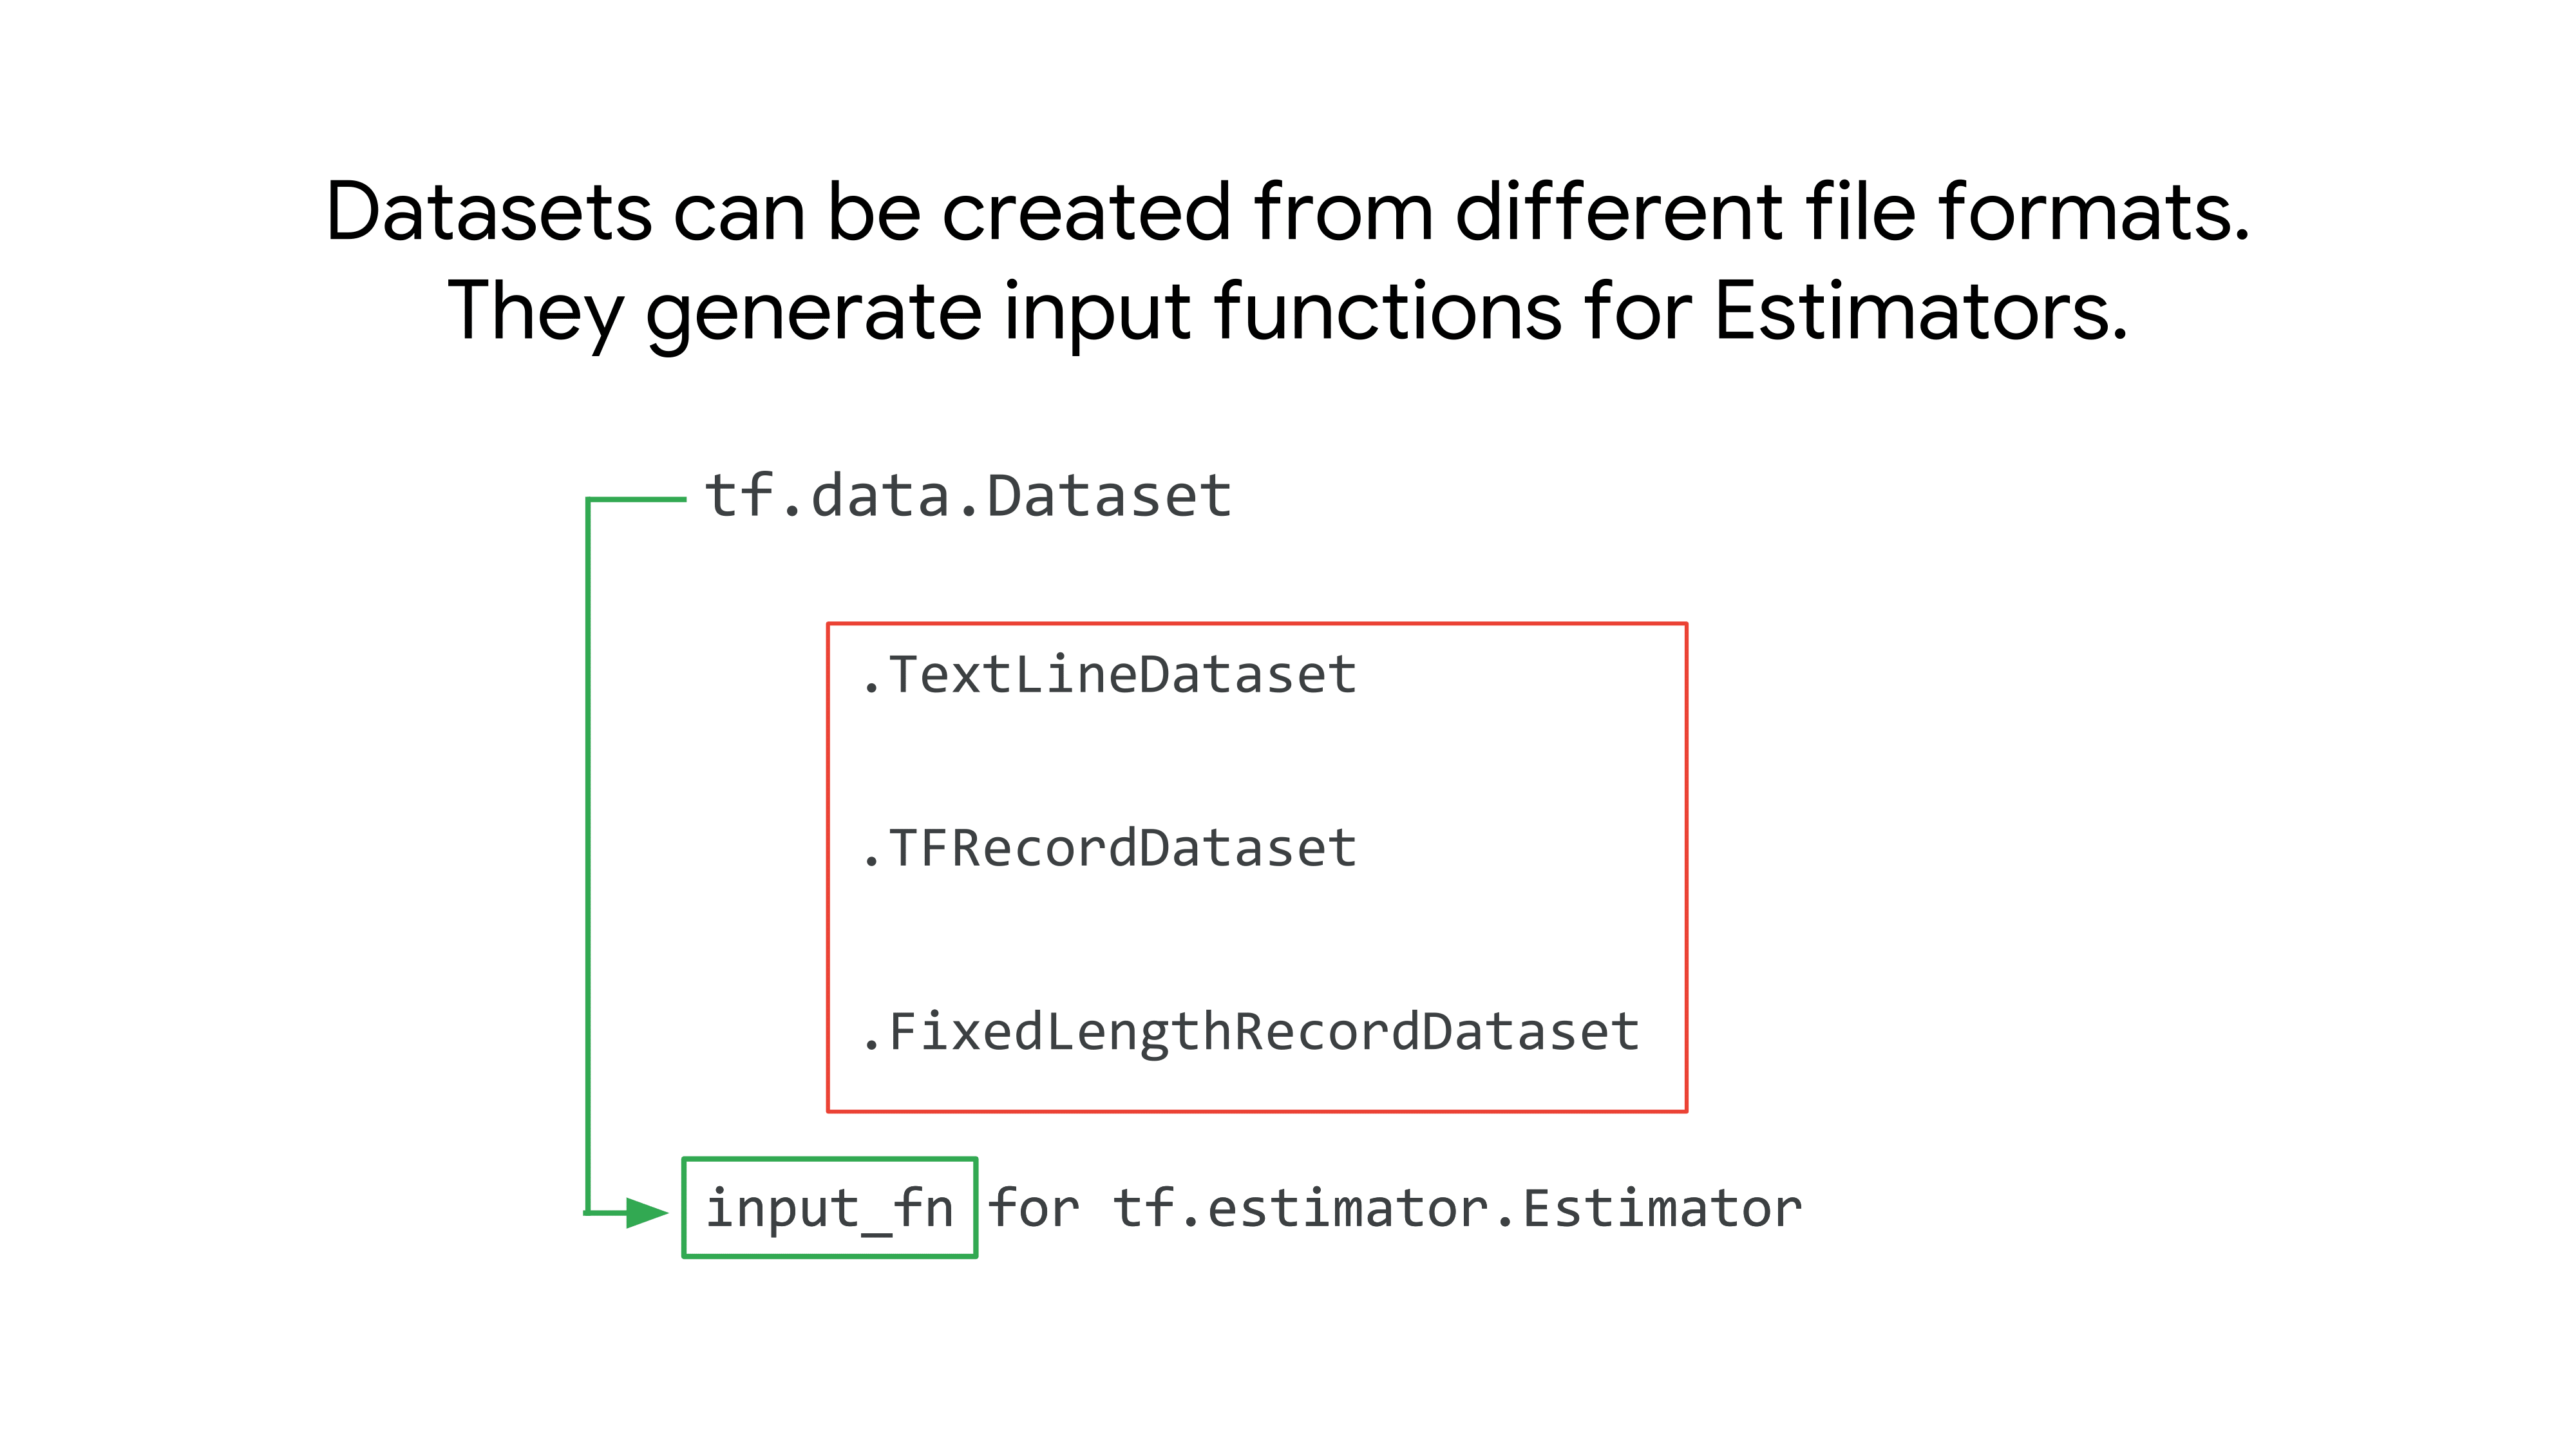 Datasets can be created from different file formats.
They generate input functions for Estimators.
tf.data.Dataset
.TextLineDataset
.TFRecordDataset
.FixedLengthRecordDataset
input_fn for tf.estimator.Estimator